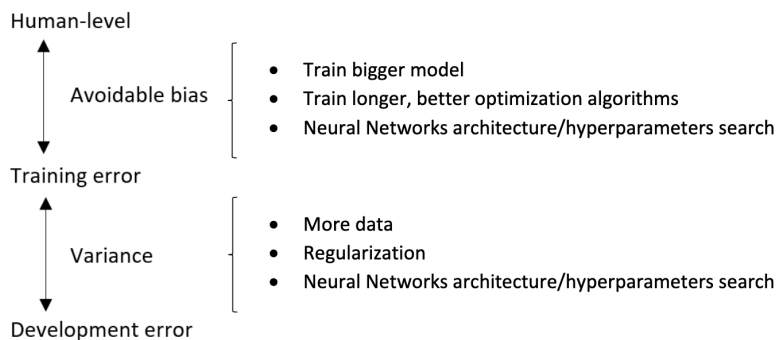 Human-level
Avoidable bias
• Train bigger model
• Train longer, better optimization algorithms
• Neural Networks architecture/hyperparameters search
Training error
Variance
• More data
• Regularization
• Neural Networks architecture/hyperparameters search
Development error